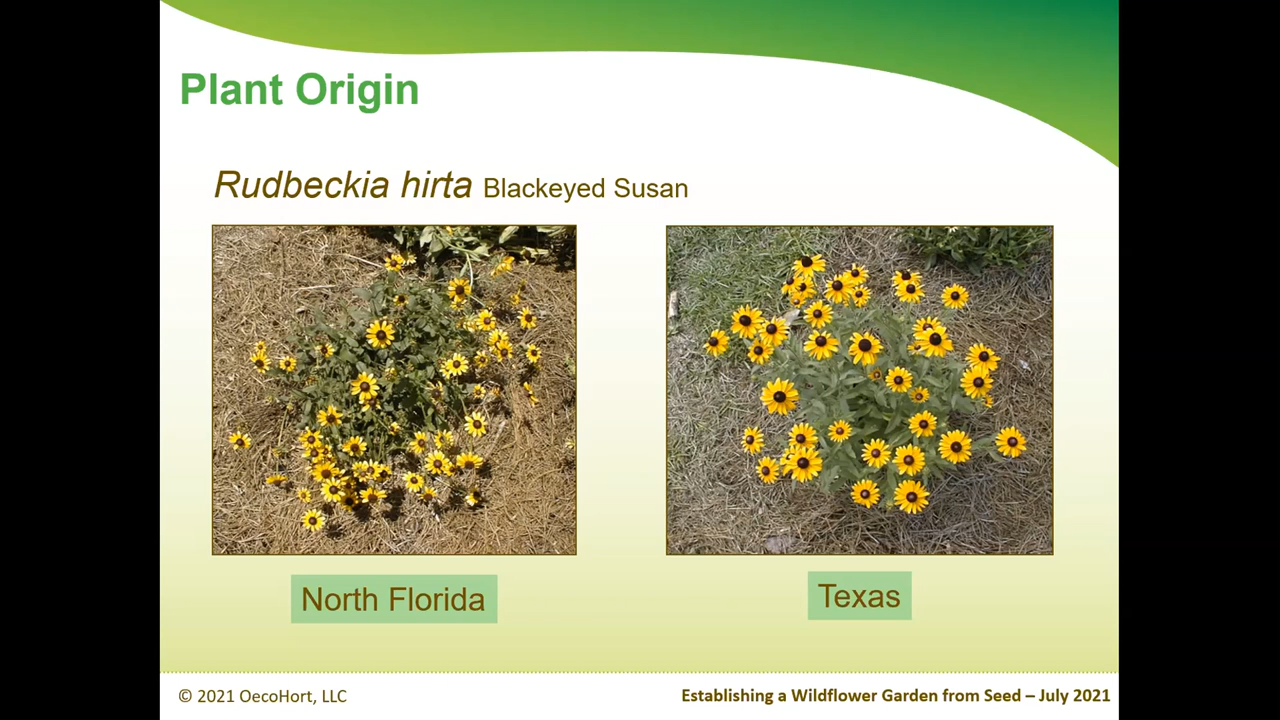 Plant Origin
Rudbeckia hirta Blackeyed Susan
North Florida
Texas
© 2021 OecoHort, LLC
Establishing a Wildflower Garden from Seed – July 2021